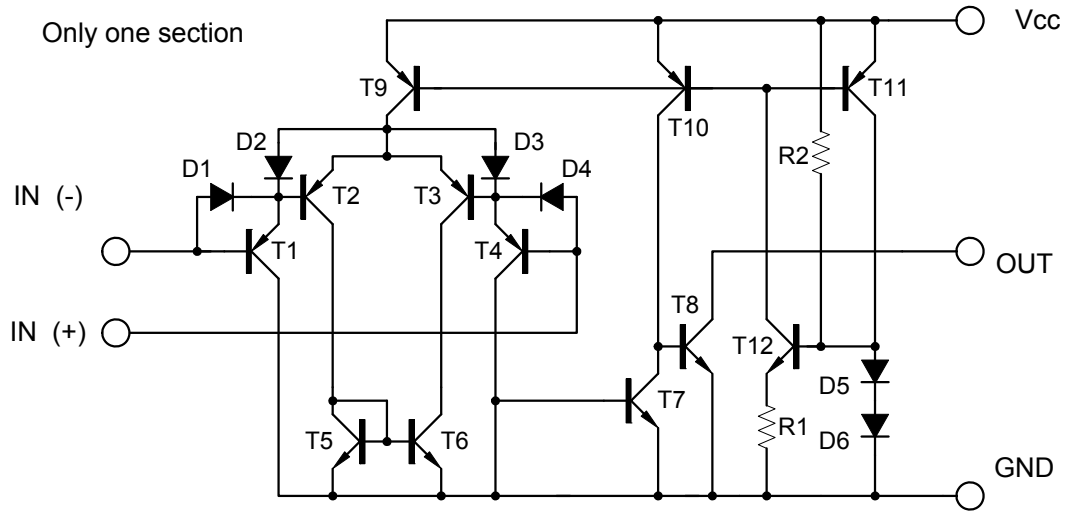 Only one section
Vcc
T9
T10
T11
D2
D3
D1
D4
R2
IN (-)
T2
T3
T1
T4
OUT
T8
IN (+)
T12
D5
T7
R1
T5
T6
D6
GND